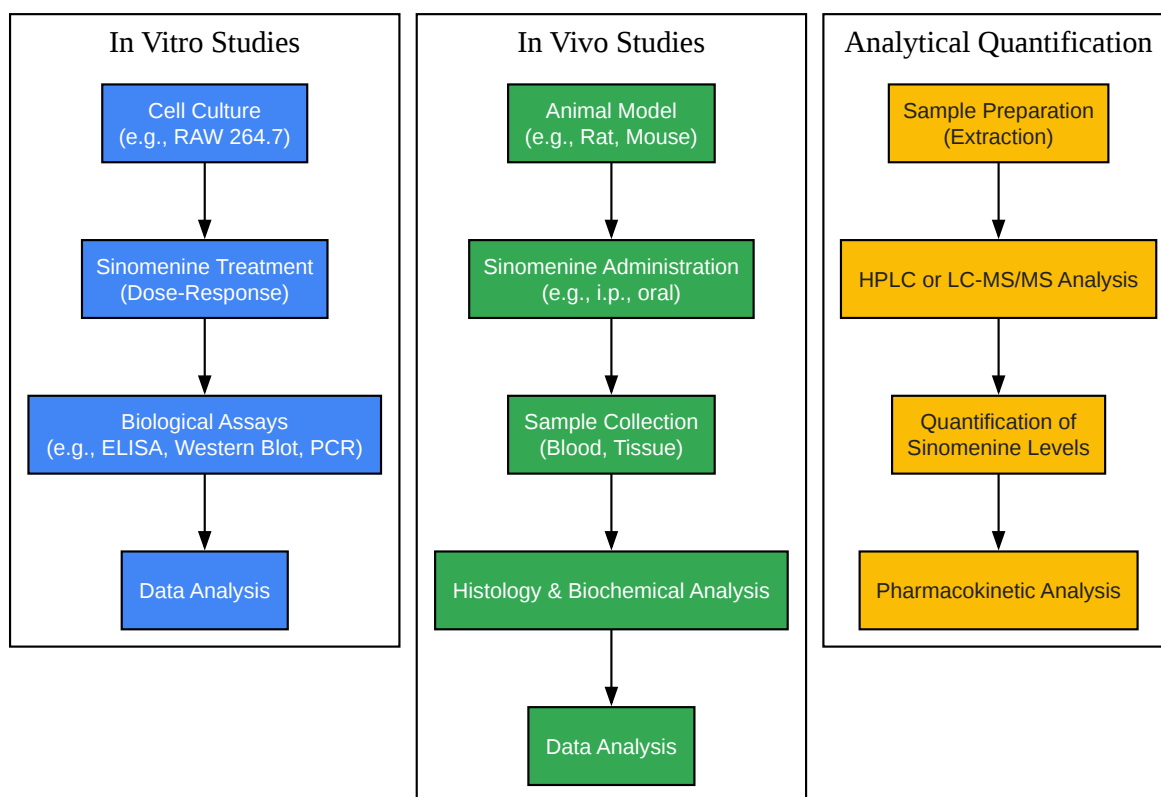 In Vitro Studies
Cell Culture
(e.g., RAW 264.7)
Sinomenine Treatment
(Dose-Response)
Biological Assays
(e.g., ELISA, Western Blot, PCR)
Data Analysis
In Vivo Studies
Animal Model
(e.g., Rat, Mouse)
Sinomenine Administration
(e.g., i.p., oral)
Sample Collection
(Blood, Tissue)
Histology & Biochemical Analysis
Data Analysis
Analytical Quantification
Sample Preparation
(Extraction)
HPLC or LC-MS/MS Analysis
Quantification of
Sinomenine Levels
Pharmacokinetic Analysis